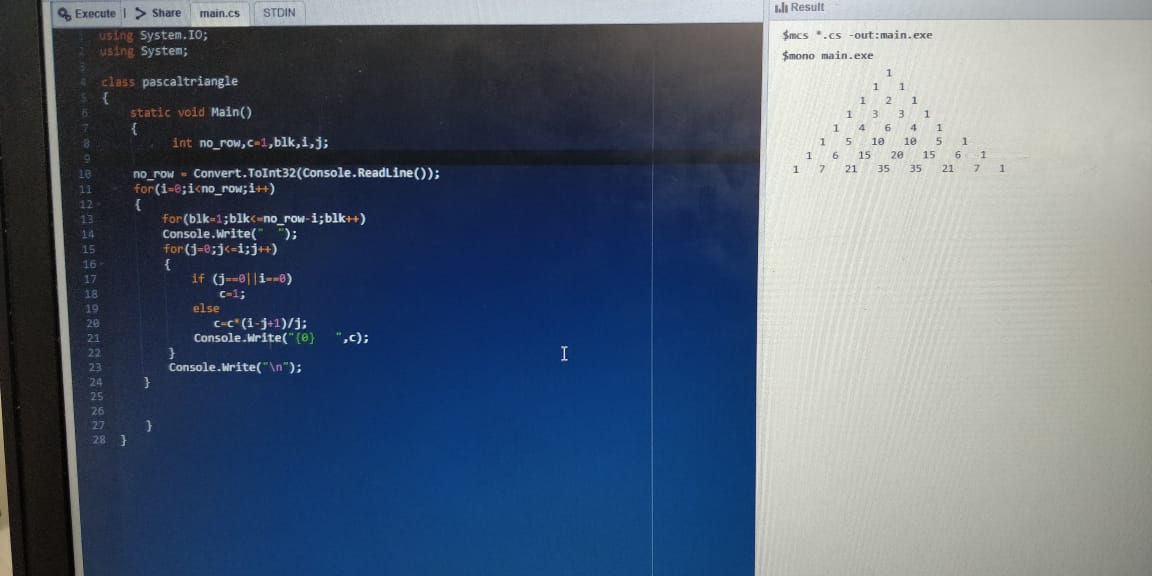 Execute | > Share main.cs STDIN
1 using System.IO;
2 using System;
3
4 class pascaltriangle
5 {
6 static void Main()
7 {
8 int no_row,c=1,blk,i,j;
9
10 no_row = Convert.ToInt32(Console.ReadLine());
11 for(i=0;i<no_row;i++)
12 {
13 for(blk=1;blk<=no_row-i;blk++)
14 Console.Write("  ");
15 for(j=0;j<=i;j++)
16 {
17 if (j==0||i==0)
18 c=1;
19 else
20 c=c*(i-j+1)/j;
21 Console.Write("{0}   ",c);
22 }
23 Console.Write("\n");
24 }
25
26
27 }
28 }
Result
$mcs *.cs -out:main.exe
$mono main.exe
1
1 1
1 2 1
1 3 3 1
1 4 6 4 1
1 5 10 10 5 1
1 6 15 20 15 6 1
1 7 21 35 35 21 7 1